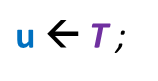 u ← T ;